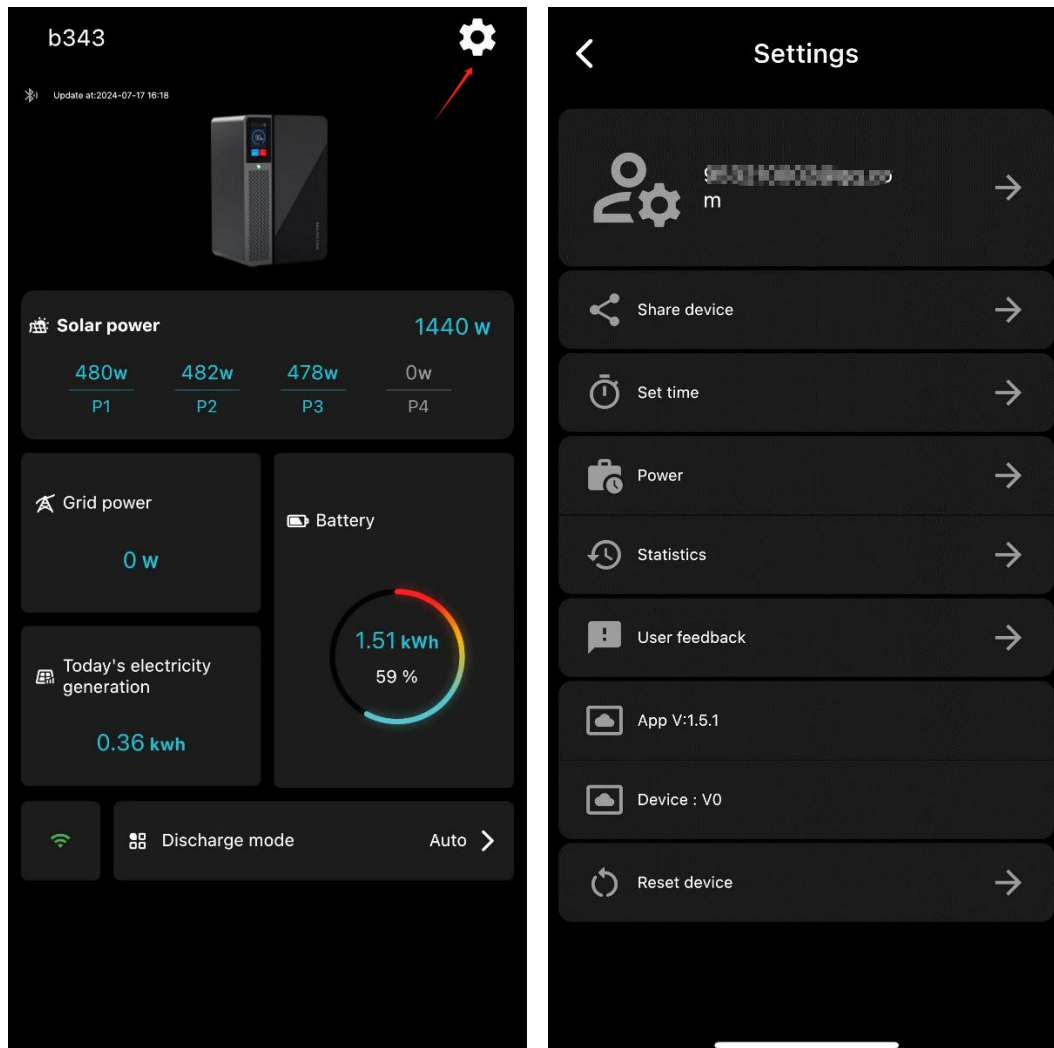 b343
Update at:2024-07-17 16:18
Solar power
1440 w
480w 482w 478w 0w
P1 P2 P3 P4
Grid power
0 w
Battery
1.51 kWh
59 %
Today's electricity
generation
0.36 kwh
Discharge mode
Auto
Settings
m
Share device
Set time
Power
Statistics
User feedback
App V:1.5.1
Device : V0
Reset device